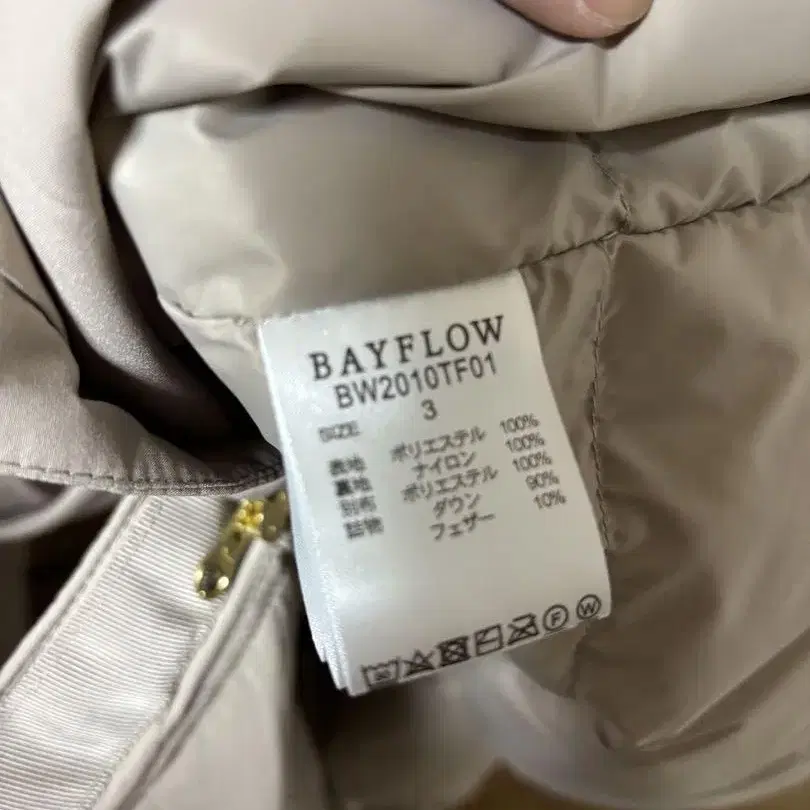 BAYFLOW
BW2010TF01
SIZE 3
表地 ポリエステル 100%
裏地 ナイロン 100%
別布 ポリエステル 100%
詰物 ダウン 90%
フェザー 10%
F W